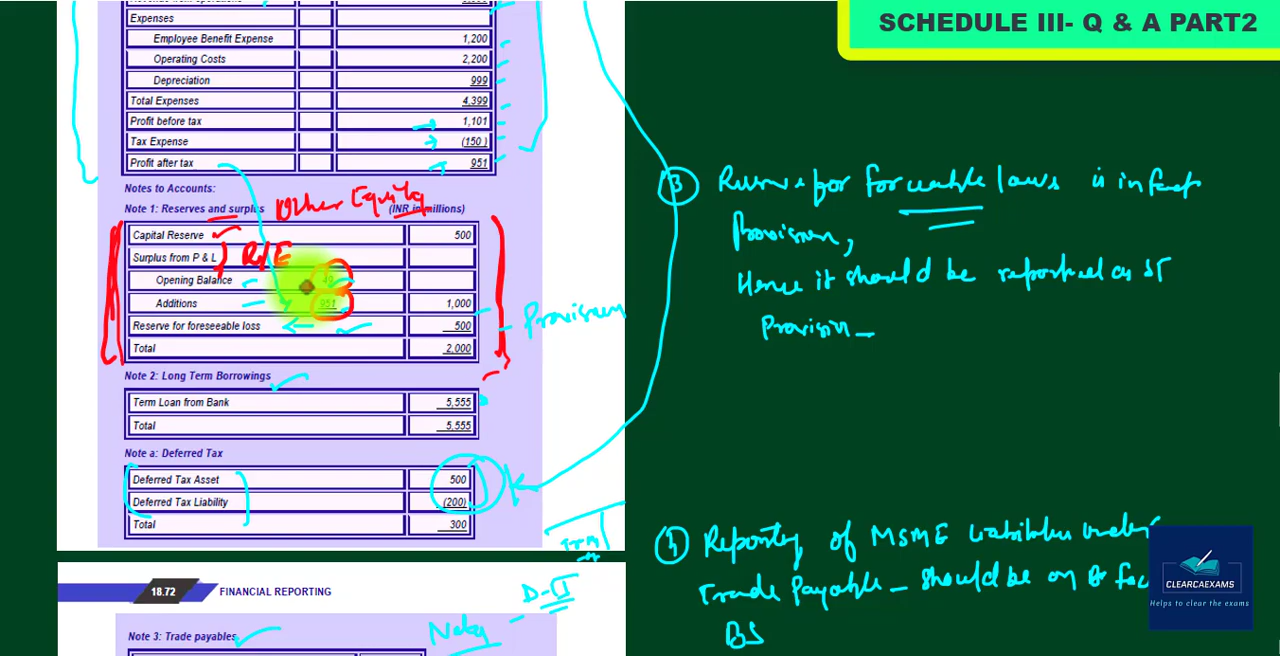 SCHEDULE III- Q & A PART2
Expenses
Employee Benefit Expense 1,200
Operating Costs 2,200
Depreciation 999
Total Expenses 4,399
Profit before tax 1,101
Tax Expense (150 )
Profit after tax 951
Notes to Accounts:
Note 1: Reserves and surplus (INR in millions)
Other Equity
Capital Reserve 500
Surplus from P & L
R/E
Opening Balance 49
Additions 951 1,000
Reserve for foreseeable loss 500
Provision
Total 2,000
Note 2: Long Term Borrowings
Term Loan from Bank 5,555
Total 5,555
Note a: Deferred Tax
Deferred Tax Asset 500
Deferred Tax Liability (200)
Total 300
18.72 FINANCIAL REPORTING
Note 3: Trade payables
D-II
③ Reserve for foreseeable loss is in fact
Provision,
Hence it should be reported as ST
Provision
Reporting of MSME liabilities under
Trade Payable - should be on
BS
CLEARCAEXAMS
Helps to clear the exams